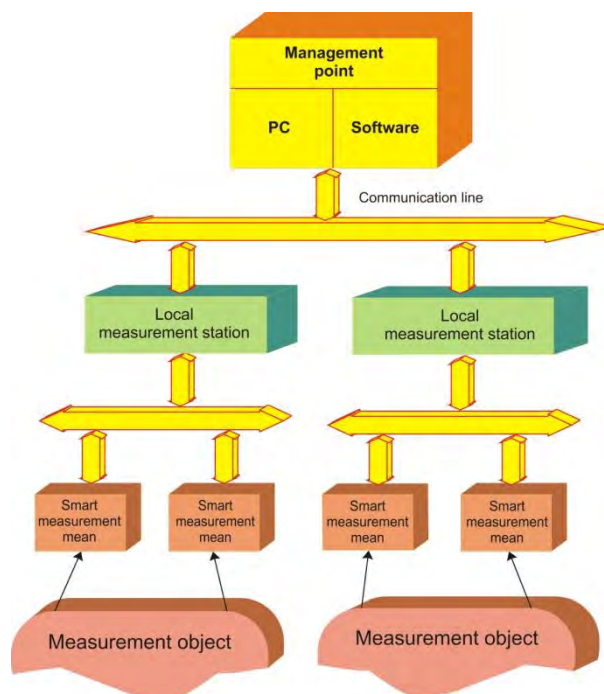 Management
point
PC
Software
Communication line
Local
measurement station
Local
measurement station
Smart
measurement
mean
Smart
measurement
mean
Smart
measurement
mean
Smart
measurement
mean
Measurement object
Measurement object